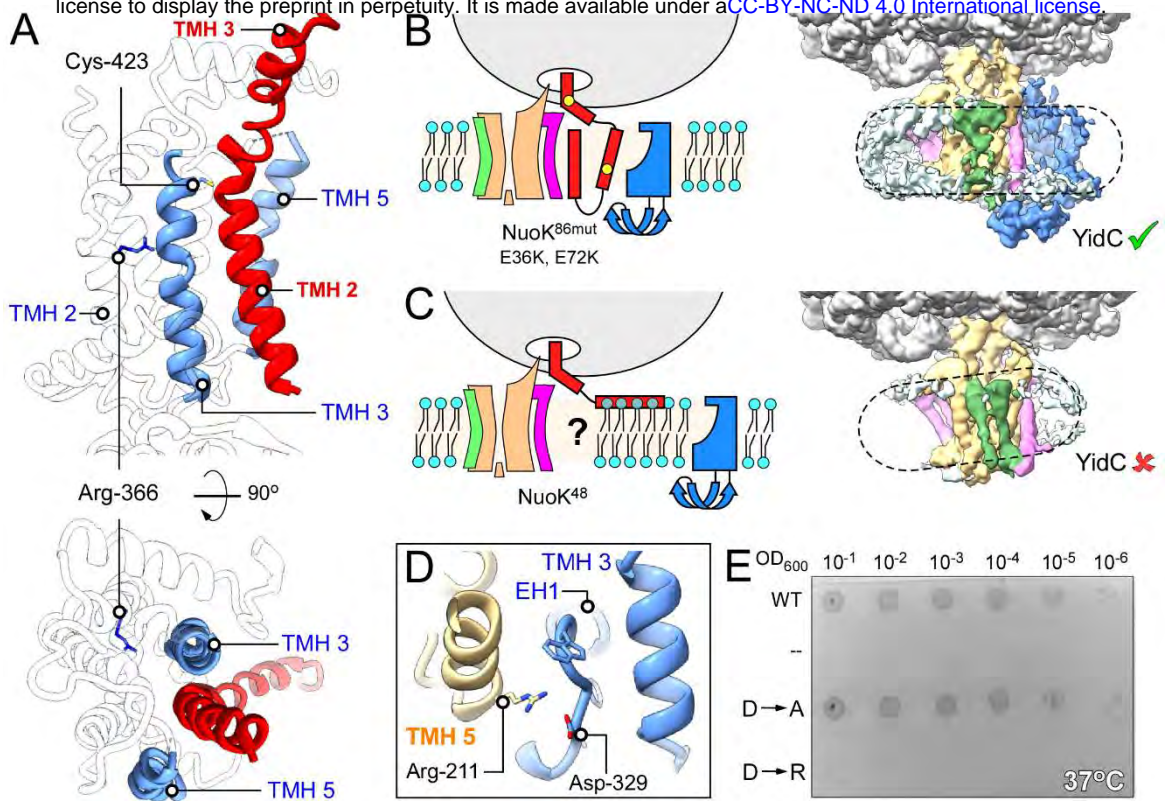 license to display the preprint in perpetuity. It is made available under aCC-BY-NC-ND 4.0 International license.
A
TMH 3
Cys-423
TMH 5
TMH 2
TMH 2
TMH 3
Arg-366
90º
TMH 3
TMH 5
B
NuoK86mut
E36K, E72K
YidC
C
?
NuoK48
YidC
D
TMH 3
EH1
TMH 5
Arg-211
Asp-329
E
OD600 10-1 10-2 10-3 10-4 10-5 10-6
WT
--
D→A
D→R
37ºC